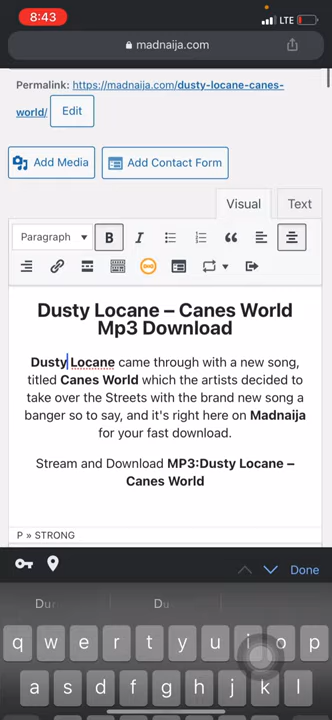 8:43
LTE
madnaija.com
Permalink: https://madnaija.com/dusty-locane-canes-
world/ Edit
Add Media Add Contact Form
Visual Text
Paragraph B I
Dusty Locane – Canes World
Mp3 Download
Dusty Locane came through with a new song,
titled Canes World which the artists decided to
take over the Streets with the brand new song a
banger so to say, and it's right here on Madnaija
for your fast download.
Stream and Download MP3:Dusty Locane –
Canes World
P » STRONG
Done
Du
q w e r t y u i o p
a s d f g h j k l